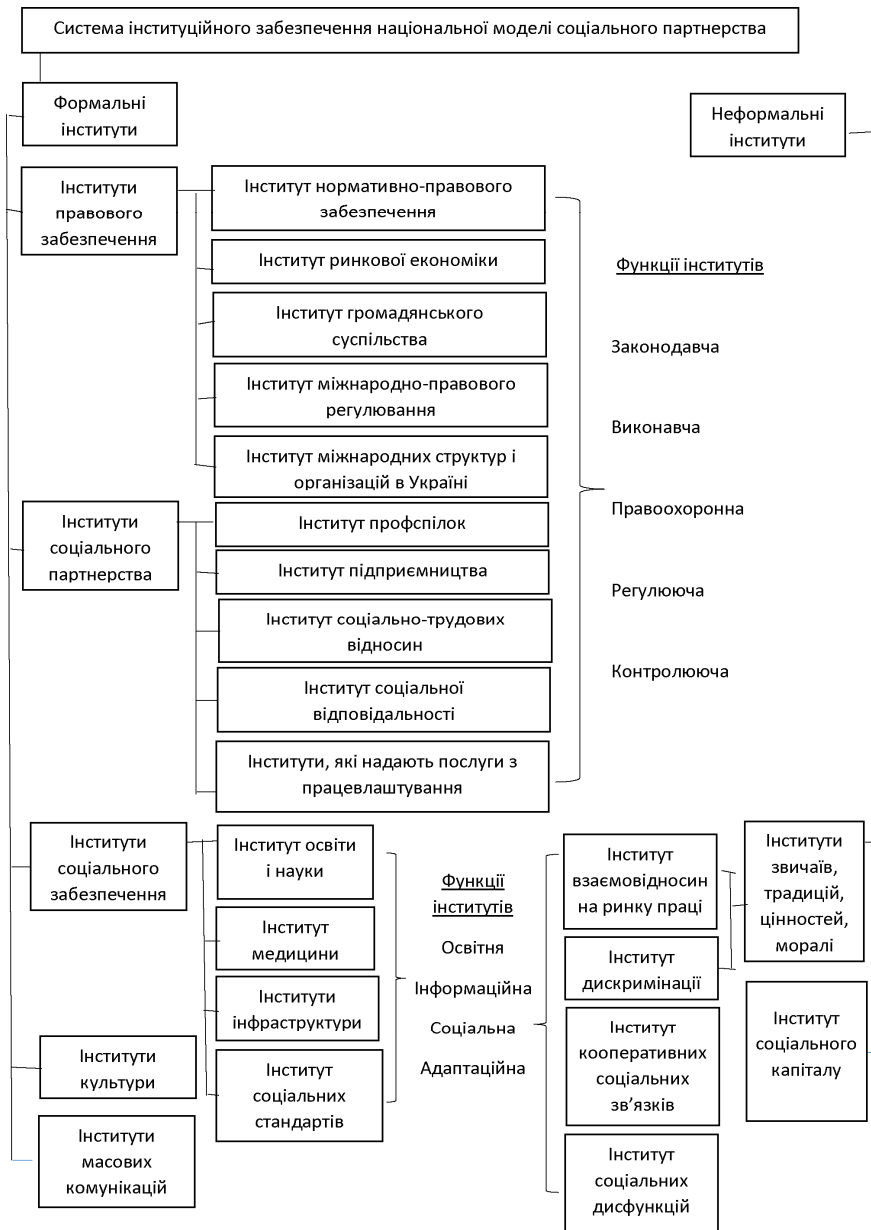 Система інституційного забезпечення національної моделі соціального партнерства
Формальні
інститути
Неформальні
інститути
Інститути
правового
забезпечення
Інститут нормативно-правового
забезпечення
Інститут ринкової економіки
Інститут громадянського
суспільства
Інститут міжнародно-правового
регулювання
Інститут міжнародних структур і
організацій в Україні
Функції інститутів
Законодавча
Виконавча
Правоохоронна
Регулююча
Контролююча
Інститути
соціального
партнерства
Інститут профспілок
Інститут підприємництва
Інститут соціально-трудових
відносин
Інститут соціальної
відповідальності
Інститути, які надають послуги з
працевлаштування
Інститути
соціального
забезпечення
Інститут освіти
і науки
Інститут
медицини
Інститути
інфраструктури
Інститут
соціальних
стандартів
Функції
інститутів
Освітня
Інформаційна
Соціальна
Адаптаційна
Інститут
взаємовідносин
на ринку праці
Інститут
дискримінації
Інститут
кооперативних
соціальних
зв’язків
Інститут
соціальних
дисфункцій
Інститути
звичаїв,
традицій,
цінностей,
моралі
Інститут
соціального
капіталу
Інститути
культури
Інститути
масових
комунікацій